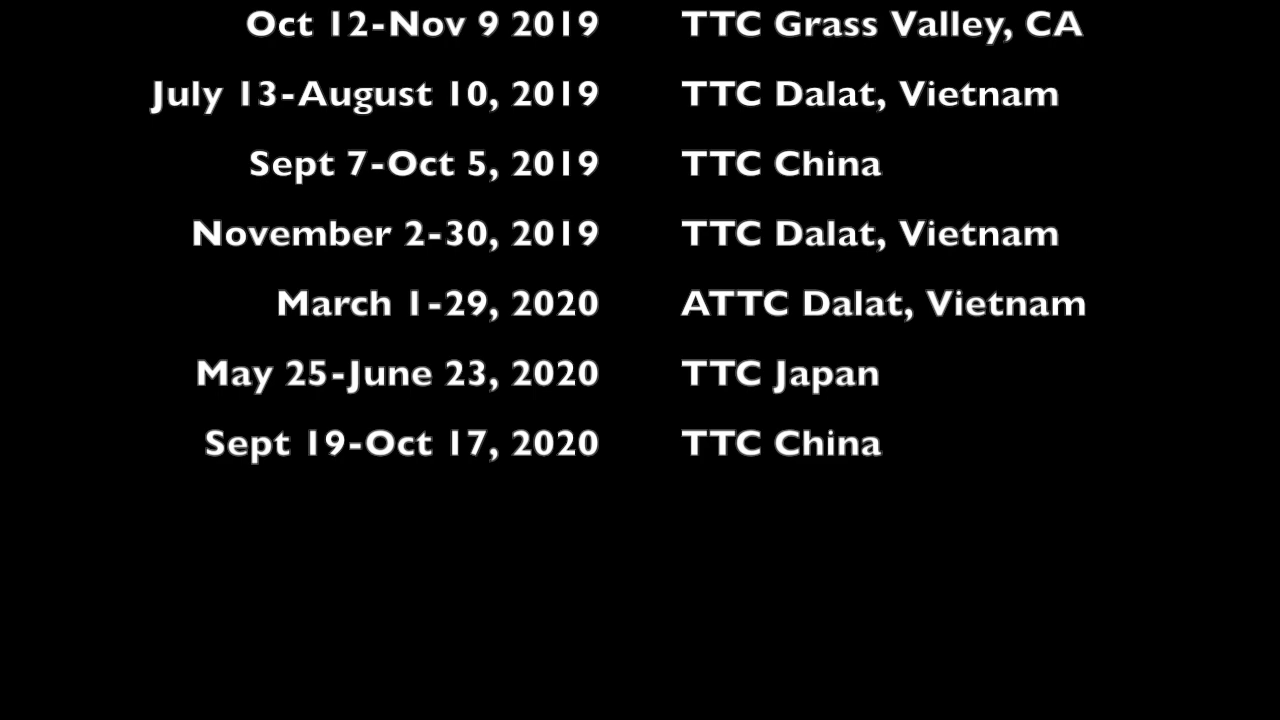 Oct 12-Nov 9 2019 TTC Grass Valley, CA
July 13-August 10, 2019 TTC Dalat, Vietnam
Sept 7-Oct 5, 2019 TTC China
November 2-30, 2019 TTC Dalat, Vietnam
March 1-29, 2020 ATTC Dalat, Vietnam
May 25-June 23, 2020 TTC Japan
Sept 19-Oct 17, 2020 TTC China